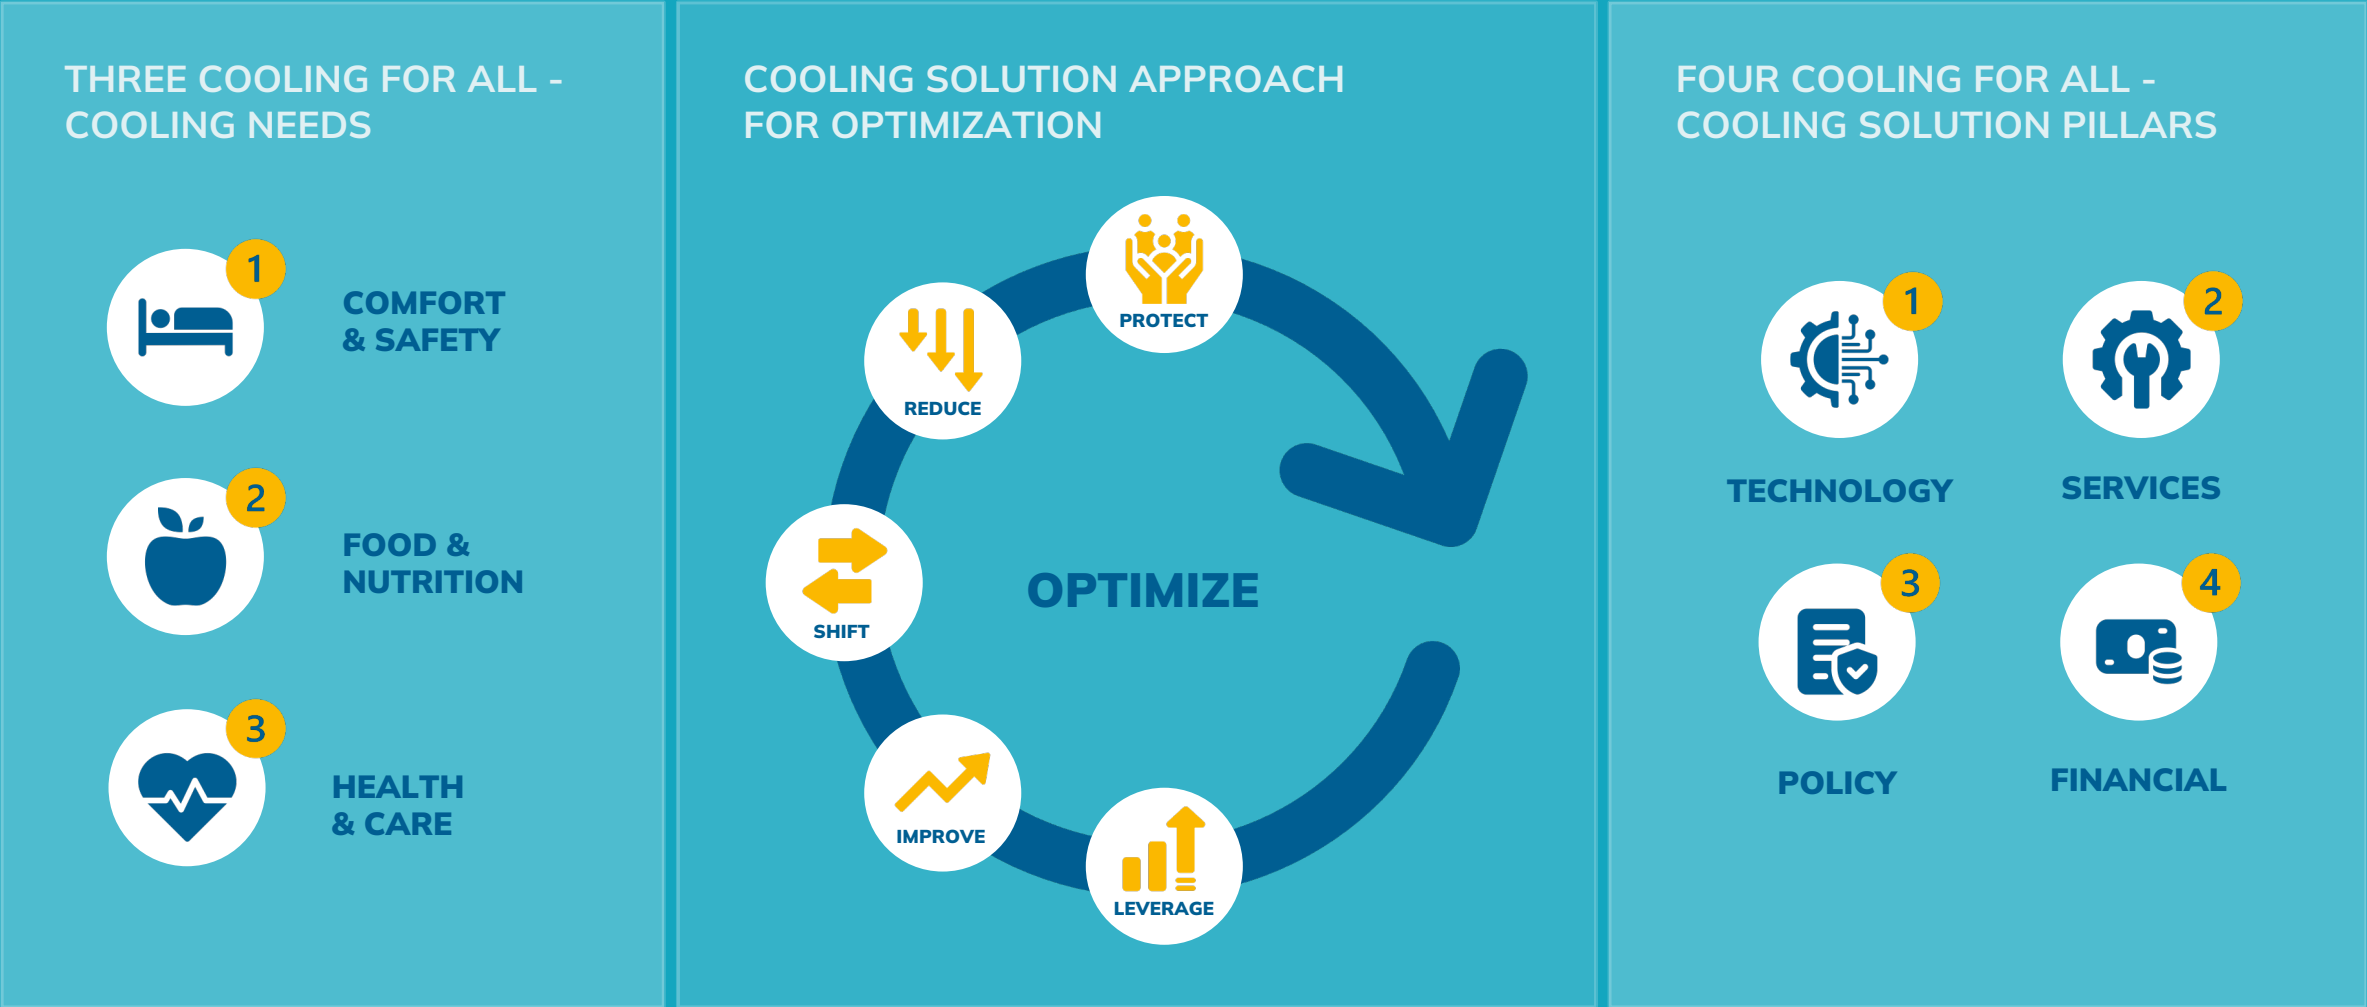 THREE COOLING FOR ALL -
COOLING NEEDS
1
COMFORT
& SAFETY
2
FOOD &
NUTRITION
3
HEALTH
& CARE
COOLING SOLUTION APPROACH
FOR OPTIMIZATION
PROTECT
REDUCE
SHIFT
OPTIMIZE
IMPROVE
LEVERAGE
FOUR COOLING FOR ALL -
COOLING SOLUTION PILLARS
1
TECHNOLOGY
2
SERVICES
3
POLICY
4
FINANCIAL